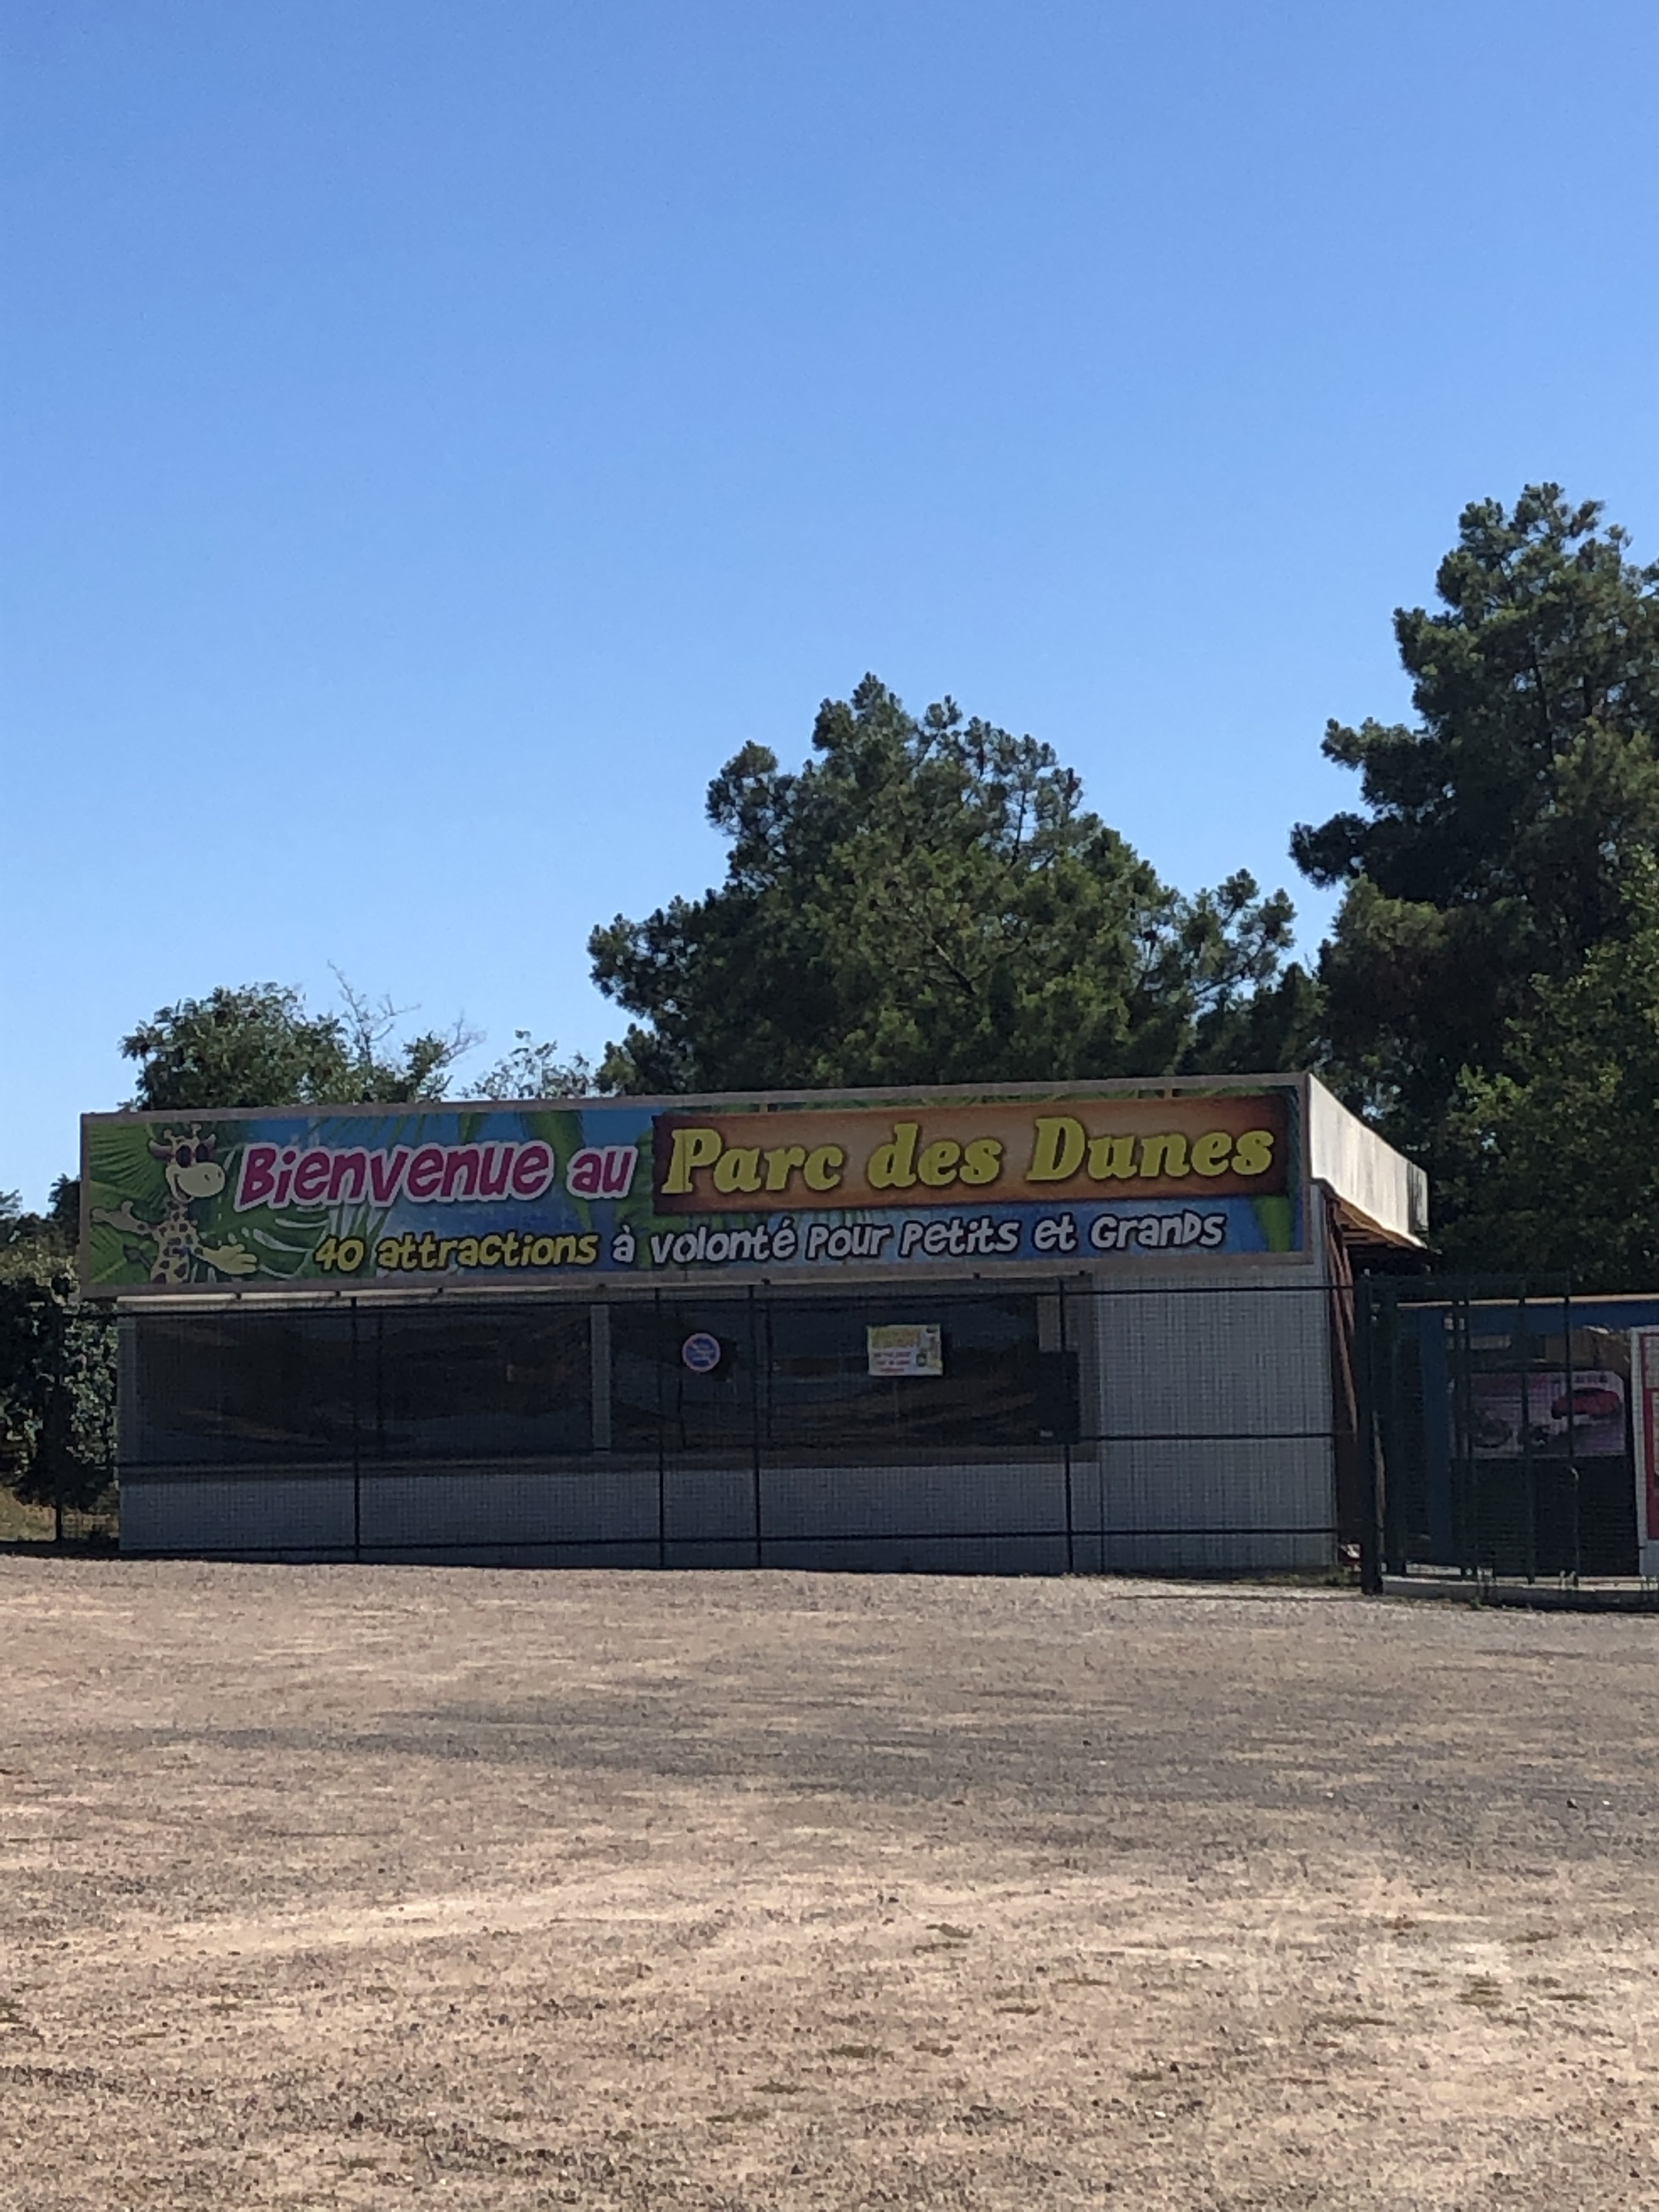 Bienvenue au Parc des Dunes
40 attractions à volonté pour petits et grands